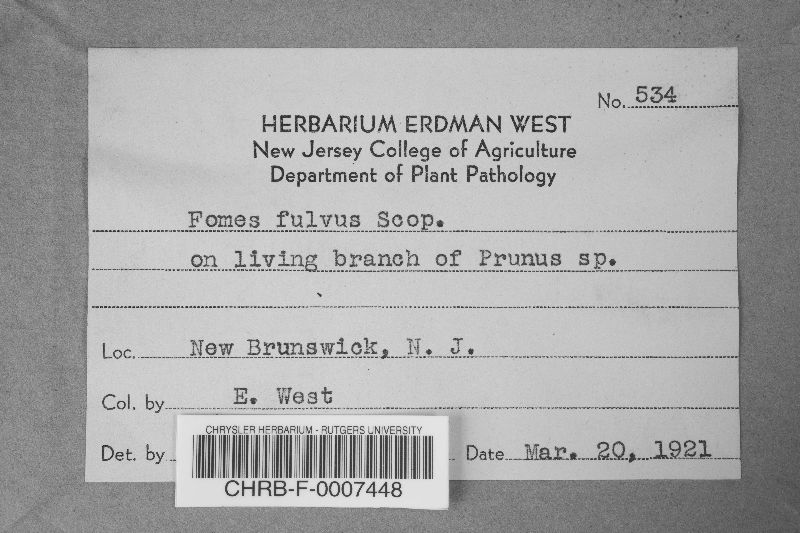 No. 534
HERBARIUM ERDMAN WEST
New Jersey College of Agriculture
Department of Plant Pathology
Fomes fulvus Scop.
on living branch of Prunus sp.
Loc. New Brunswick, N. J.
Col. by E. West
Det. by Date Mar. 20, 1921
CHRYSLER HERBARIUM - RUTGERS UNIVERSITY
CHRB-F-0007448